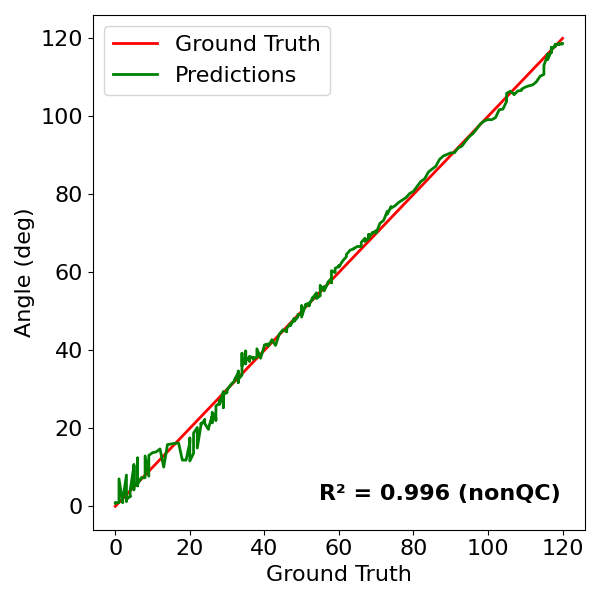 Ground Truth
Predictions
120
100
80
60
40
20
0
Angle (deg)
R² = 0.996 (nonQC)
0 20 40 60 80 100 120
Ground Truth